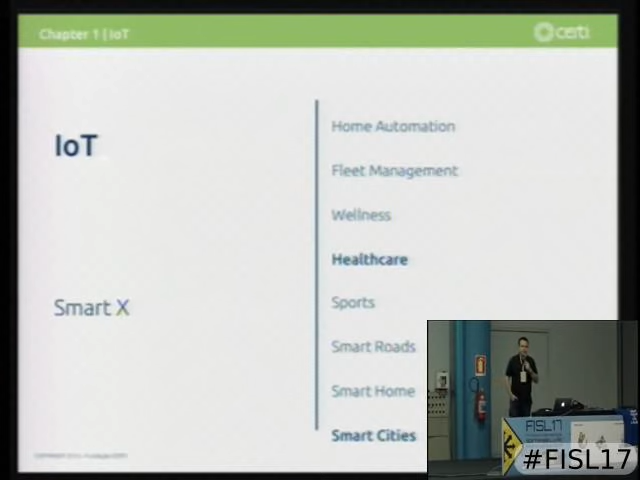 Chapter 1 | IoT
ceiti
IoT
Smart X
Home Automation
Fleet Management
Wellness
Healthcare
Sports
Smart Roads
Smart Home
Smart Cities
FISL17
#FISL17